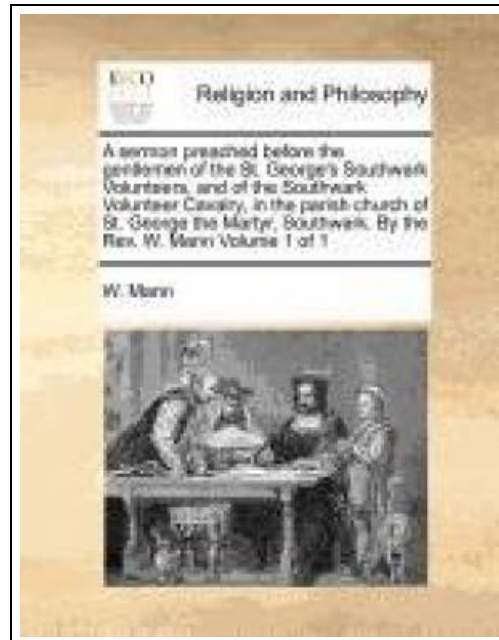 ECCO
Religion and Philosophy
A sermon preached before the
gentlemen of the St. George's Southwark
Volunteers, and of the Southwark
Volunteer Cavalry, in the parish church of
St. George the Martyr, Southwark. By the
Rev. W. Mann Volume 1 of 1
W. Mann